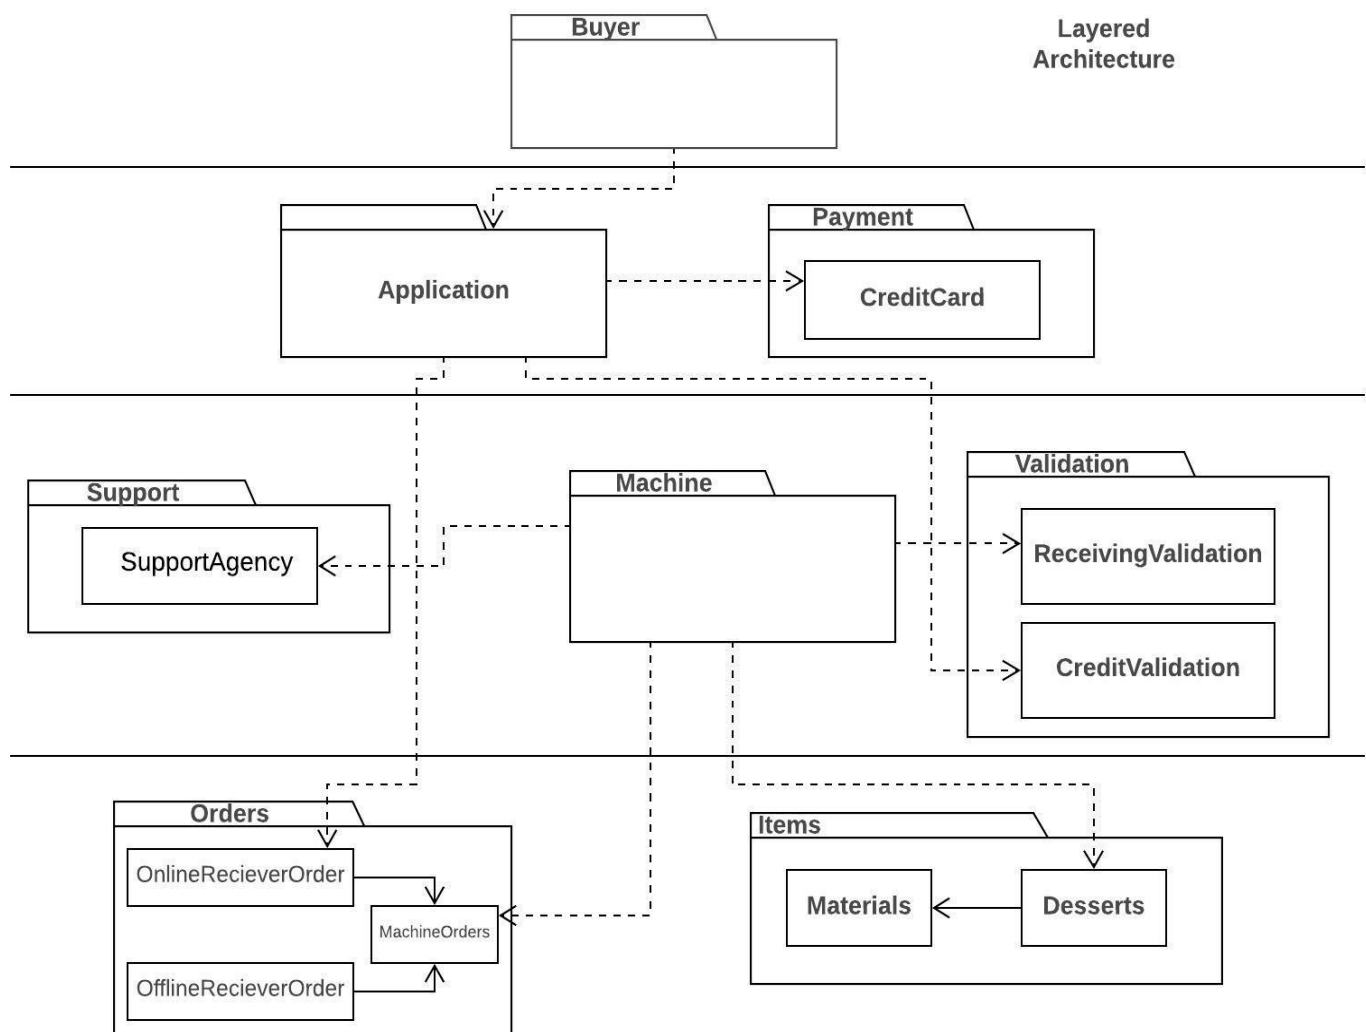 Buyer
Layered
Architecture
Application
Payment
CreditCard
Support
SupportAgency
Machine
Validation
ReceivingValidation
CreditValidation
Orders
OnlineRecieverOrder
MachineOrders
OfflineRecieverOrder
Items
Materials
Desserts